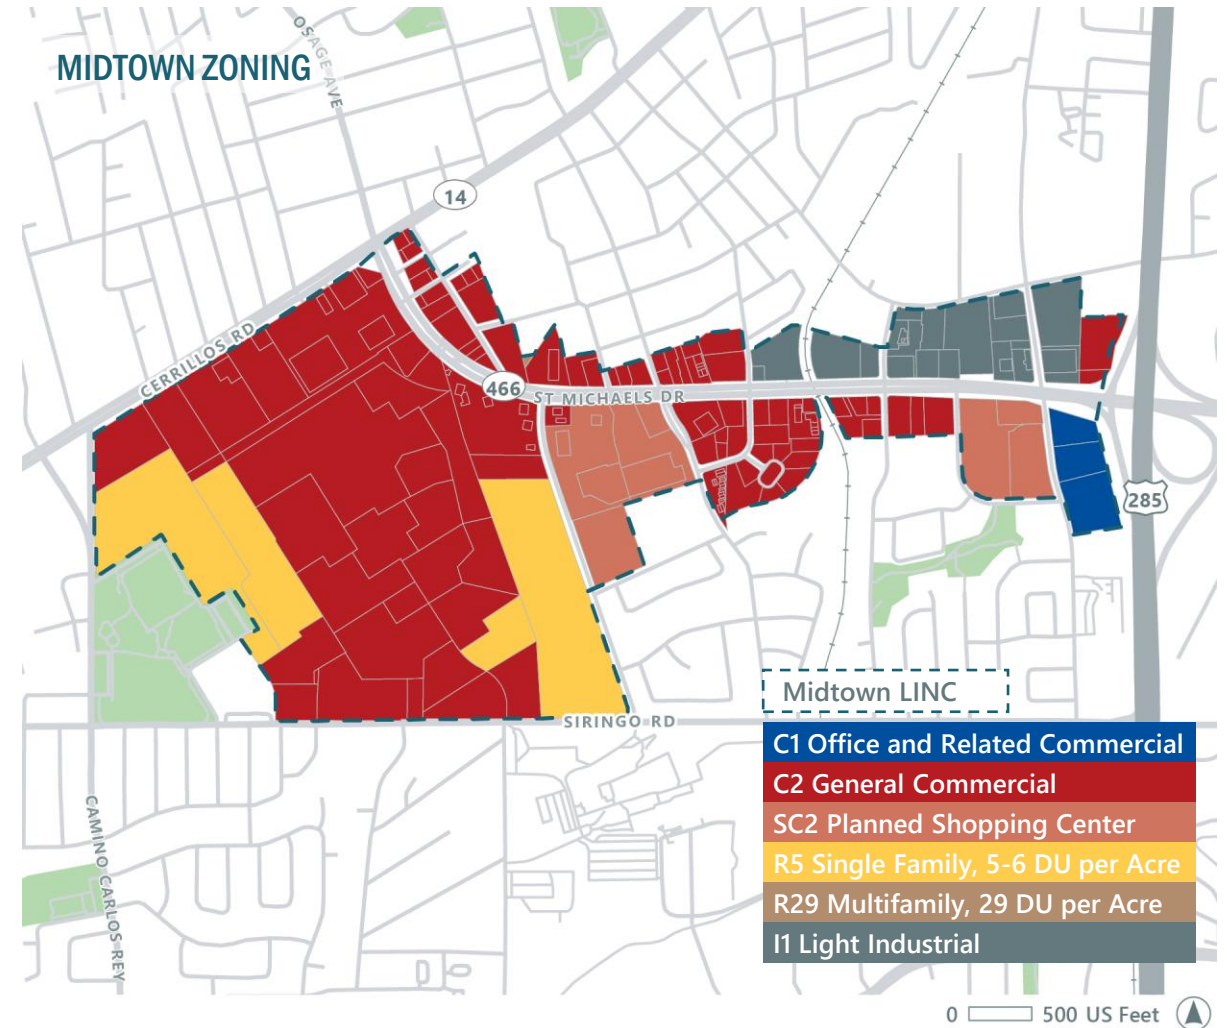 OSAGE AVE
MIDTOWN ZONING
14
CERRILLOS RD
466
ST MICHAELS DR
285
Midtown LINC
SIRINGO RD
C1 Office and Related Commercial
C2 General Commercial
SC2 Planned Shopping Center
R5 Single Family, 5-6 DU per Acre
R29 Multifamily, 29 DU per Acre
I1 Light Industrial
CAMINO CARLOS REY
0 500 US Feet